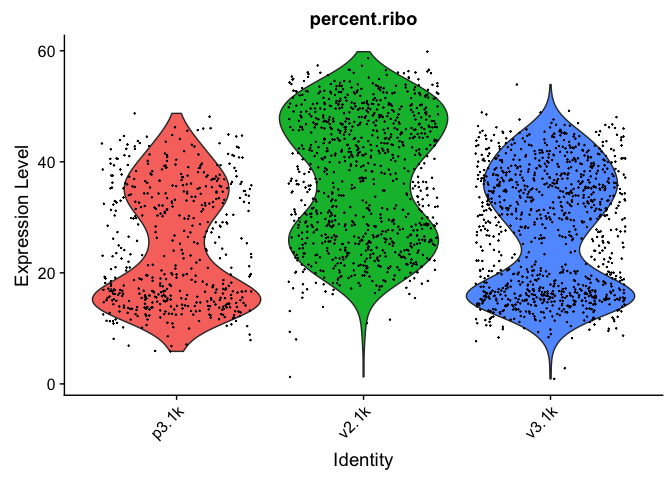 percent.ribo
Expression Level
60
40
20
0
p3.1k
v2.1k
v3.1k
Identity